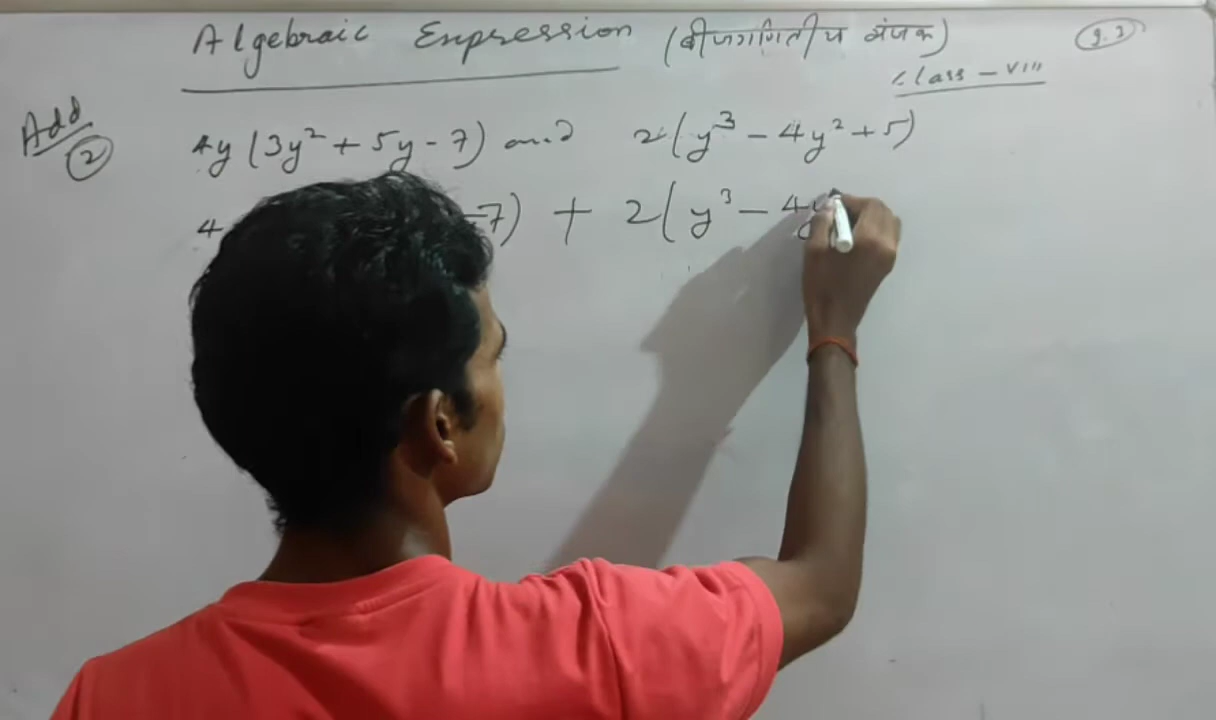 Algebraic Expression (बीजगणितीय व्यंजक) 9.3
Class - VIII
Add
② 4y (3y² + 5y - 7) and 2(y³ - 4y² + 5)
4 -7) + 2(y³ - 4y